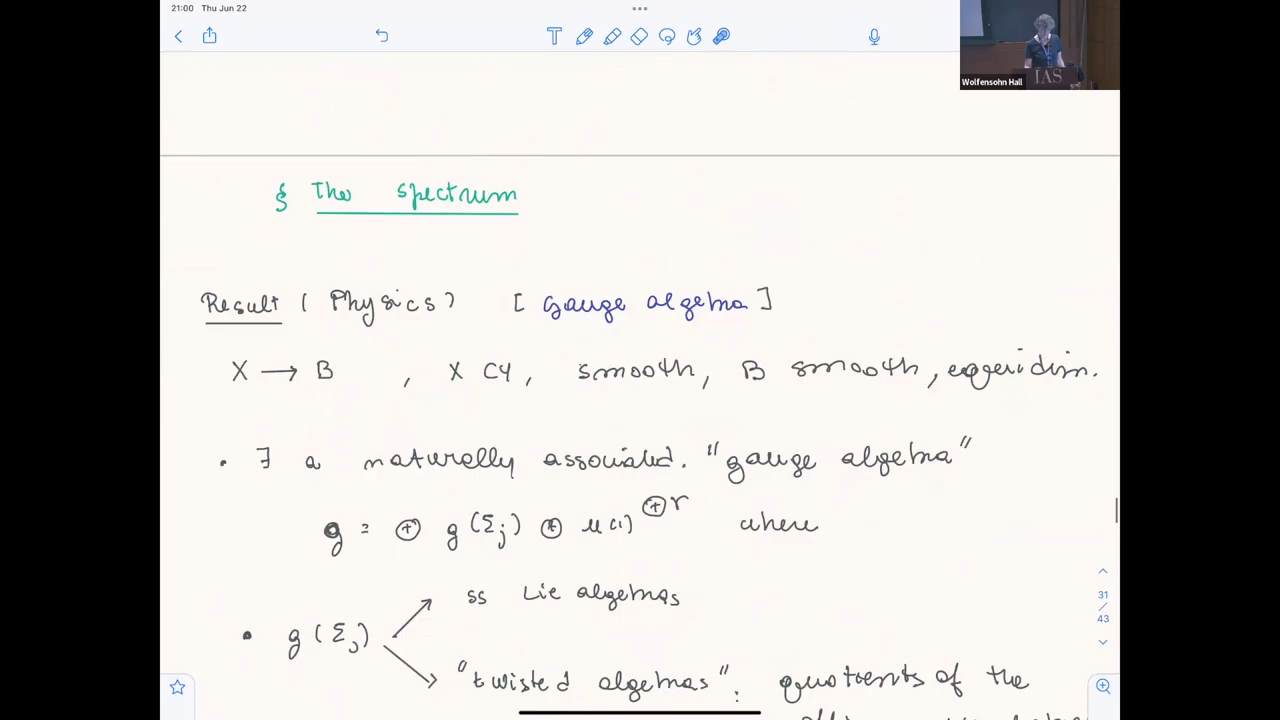 21:00 Thu Jun 22
Wolfensohn Hall
IAS
§ The spectrum
Result (Physics) [gauge algebra]
X → B , X CY, smooth, B smooth, equidim.
• ∃ a naturally associated. "gauge algebra"
g = ⊕ g(Σj) ⊕ u(1)^⊕r where
• g(Σj)
ss Lie algebras
"twisted algebras": quotients of the
31
/
43